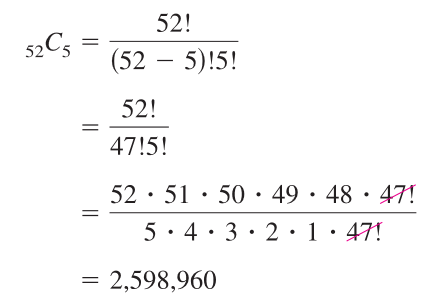 ₅₂C₅ = 52! / (52 − 5)!5!
= 52! / 47!5!
= 52 · 51 · 50 · 49 · 48 · 47! / 5 · 4 · 3 · 2 · 1 · 47!
= 2,598,960